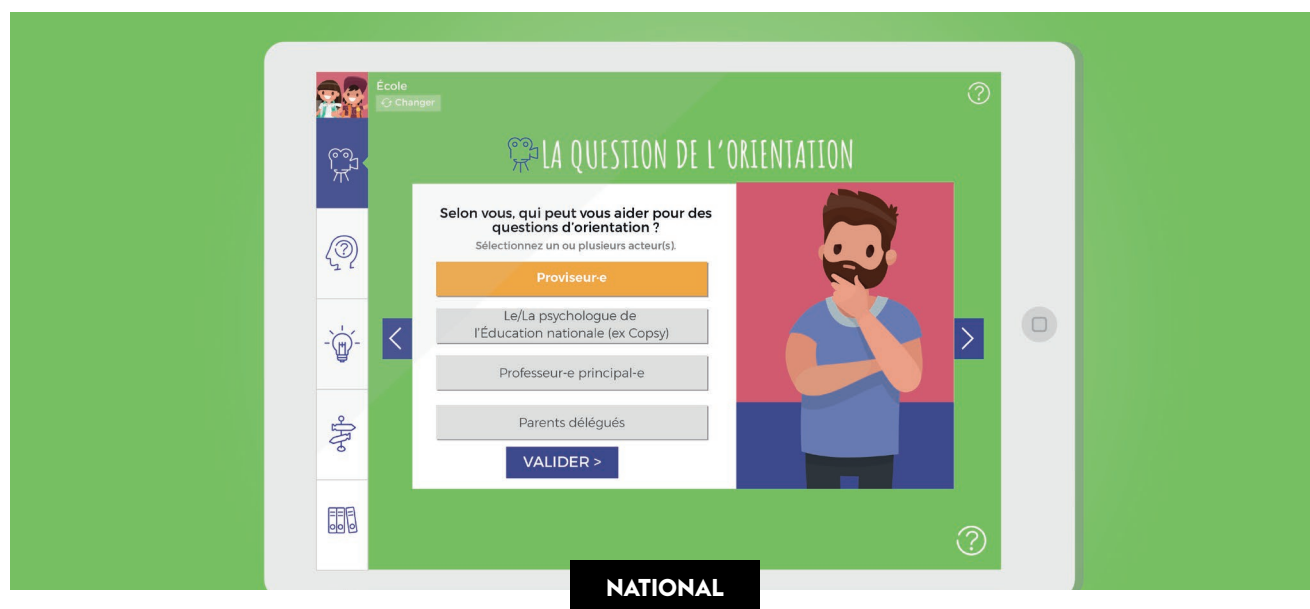 École
Changer
LA QUESTION DE L'ORIENTATION
Selon vous, qui peut vous aider pour des
questions d'orientation ?
Sélectionnez un ou plusieurs acteur(s).
Proviseur·e
Le/La psychologue de
l'Éducation nationale (ex Copsy)
Professeur-e principal-e
Parents délégués
VALIDER >
NATIONAL